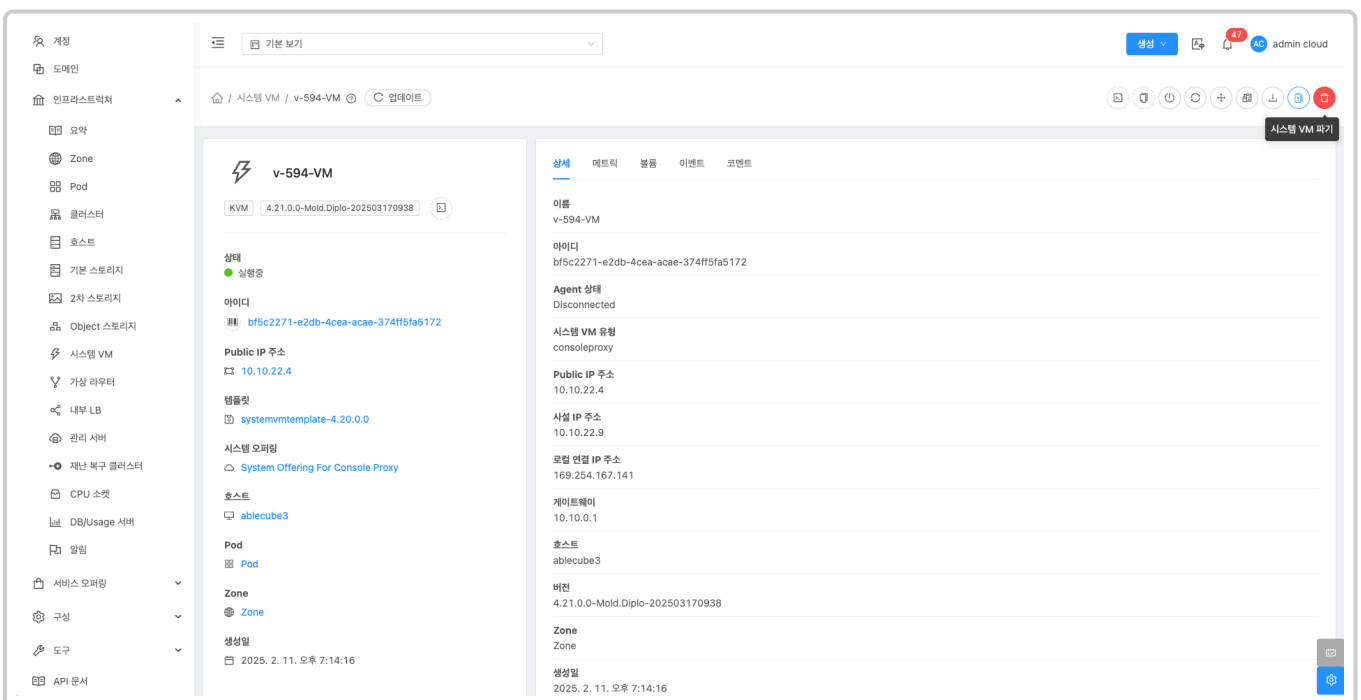 계정
도메인
인프라스트럭쳐
요약
Zone
Pod
클러스터
호스트
기본 스토리지
2차 스토리지
Object 스토리지
시스템 VM
가상 라우터
내부 LB
관리 서버
재난 복구 클러스터
CPU 소켓
DB/Usage 서버
알림
서비스 오퍼링
구성
도구
API 문서
기본 보기
생성
47
AC admin cloud
/ 시스템 VM / v-594-VM 업데이트
시스템 VM 파기
v-594-VM
KVM 4.21.0.0-Mold.Diplo-202503170938
상태
실행중
아이디
bf5c2271-e2db-4cea-acae-374ff5fa5172
Public IP 주소
10.10.22.4
템플릿
systemvmtemplate-4.20.0.0
시스템 오퍼링
System Offering For Console Proxy
호스트
ablecube3
Pod
Pod
Zone
Zone
생성일
2025. 2. 11. 오후 7:14:16
상세 메트릭 볼륨 이벤트 코멘트
이름
v-594-VM
아이디
bf5c2271-e2db-4cea-acae-374ff5fa5172
Agent 상태
Disconnected
시스템 VM 유형
consoleproxy
Public IP 주소
10.10.22.4
사설 IP 주소
10.10.22.9
로컬 연결 IP 주소
169.254.167.141
게이트웨이
10.10.0.1
호스트
ablecube3
버전
4.21.0.0-Mold.Diplo-202503170938
Zone
Zone
생성일
2025. 2. 11. 오후 7:14:16